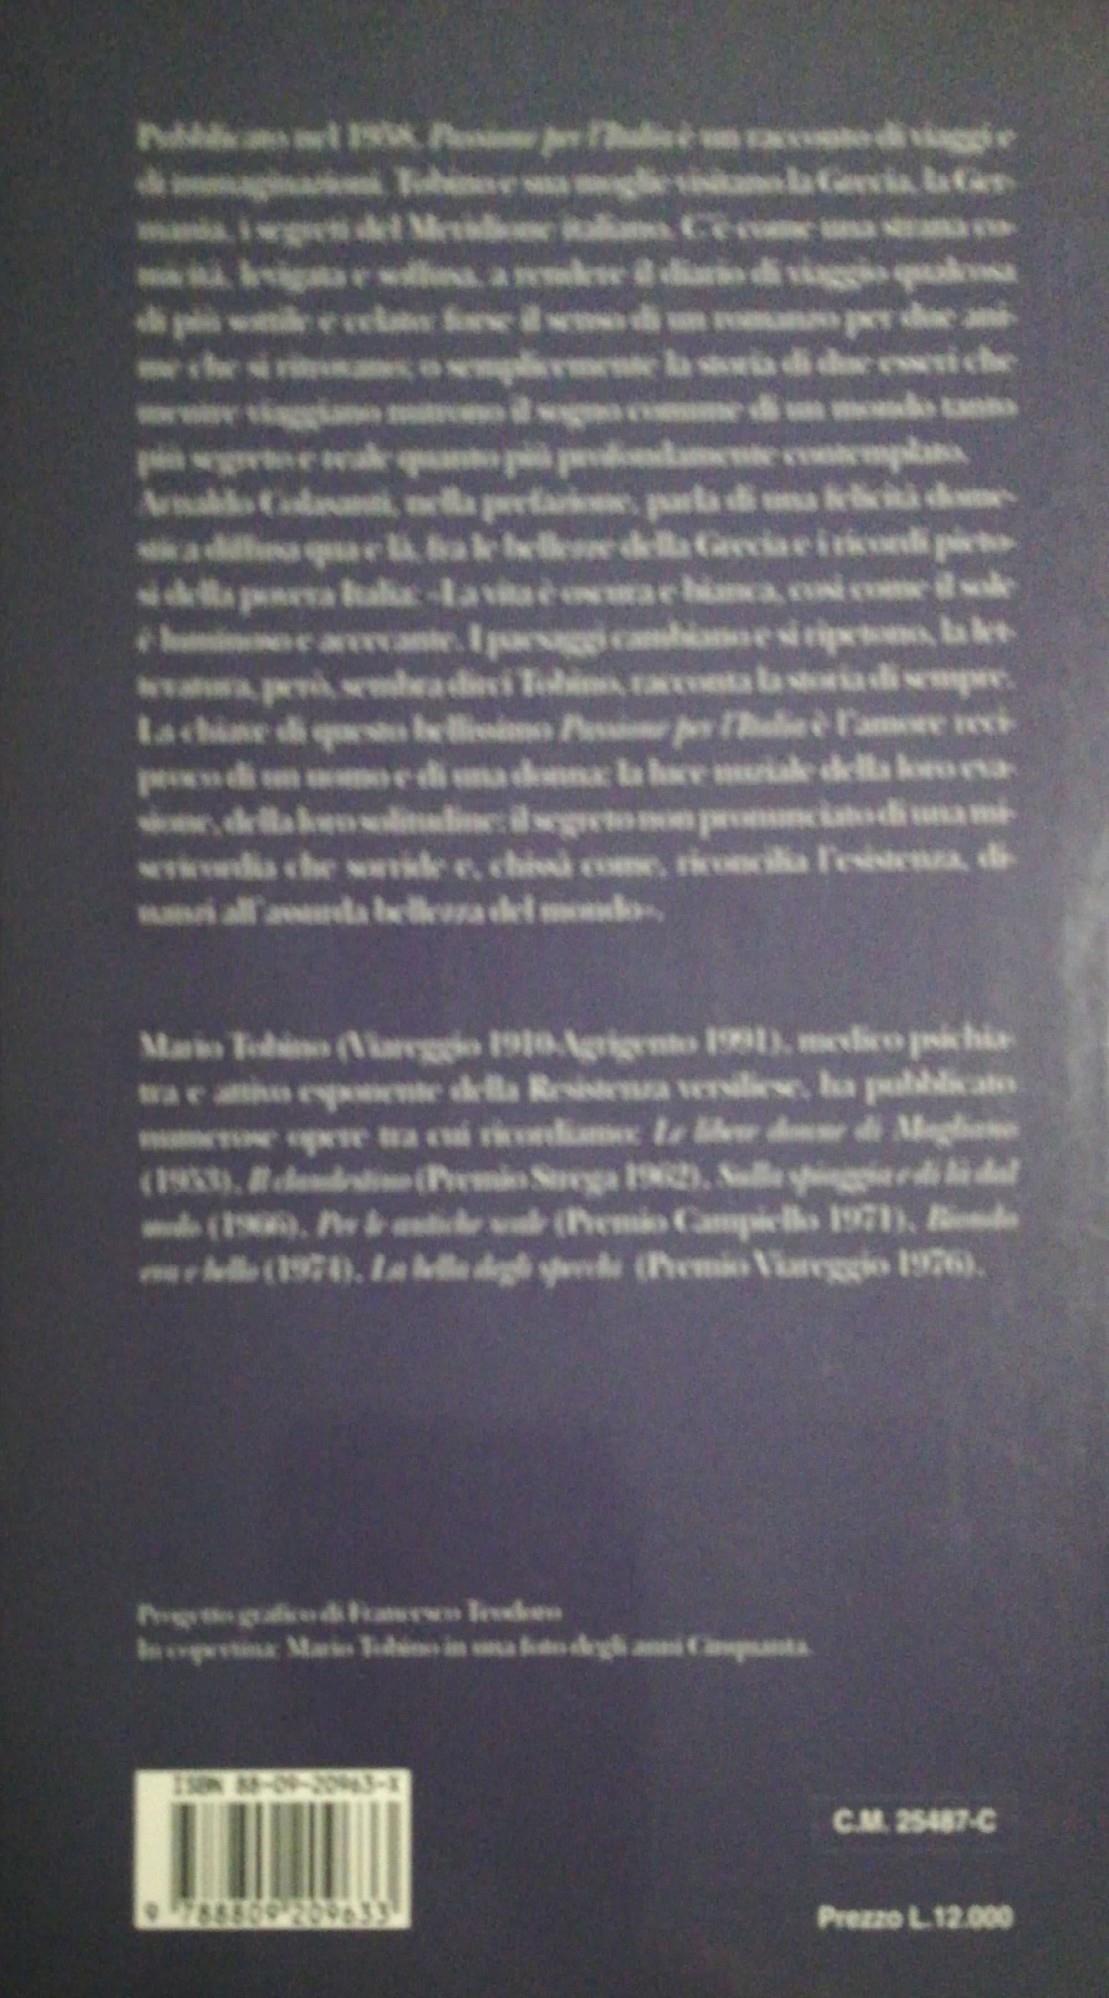 Pubblicato nel 1958, Passione per l'Italia è un racconto di viaggi e
di immaginazioni. Tobino e sua moglie visitano la Grecia, la Ger-
mania, i segreti del Meridione italiano. C'è come una strana co-
micità, levigata e soffusa, a rendere il diario di viaggio qualcosa
di più sottile e celato: forse il senso di un romanzo per due ani-
me che si ritrovano; o semplicemente la storia di due esseri che
mentre viaggiano nutrono il sogno comune di un mondo tanto
più segreto e reale quanto più profondamente contemplato.
Arnaldo Colasanti, nella prefazione, parla di una felicità dome-
stica diffusa qua e là, fra le bellezze della Grecia e i ricordi pieto-
si della povera Italia: «La vita è oscura e bianca, così come il sole
è luminoso e accecante. I paesaggi cambiano e si ripetono, la let-
teratura, però, sembra dirci Tobino, racconta la storia di sempre.
La chiave di questo bellissimo Passione per l'Italia è l'amore reci-
proco di un uomo e di una donna: la luce nuziale della loro eva-
sione, della loro solitudine: il segreto non pronunciato di una mi-
sericordia che sorride e, chissà come, riconcilia l'esistenza, di-
nanzi all'assurda bellezza del mondo».
Mario Tobino (Viareggio 1910-Agrigento 1991), medico psichia-
tra e attivo esponente della Resistenza versiliese, ha pubblicato
numerose opere tra cui ricordiamo: Le libere donne di Magliano
(1953), Il clandestino (Premio Strega 1962), Sulla spiaggia e di là dal
molo (1966), Per le antiche scale (Premio Campiello 1971), Biondo
era e bello (1974), La bella degli specchi (Premio Viareggio 1976).
Progetto grafico di Francesco Teodoro
In copertina: Mario Tobino in una foto degli anni Cinquanta.
ISBN 88-09-20963-X
9 788809 209633
C.M. 25487-C
Prezzo L.12.000